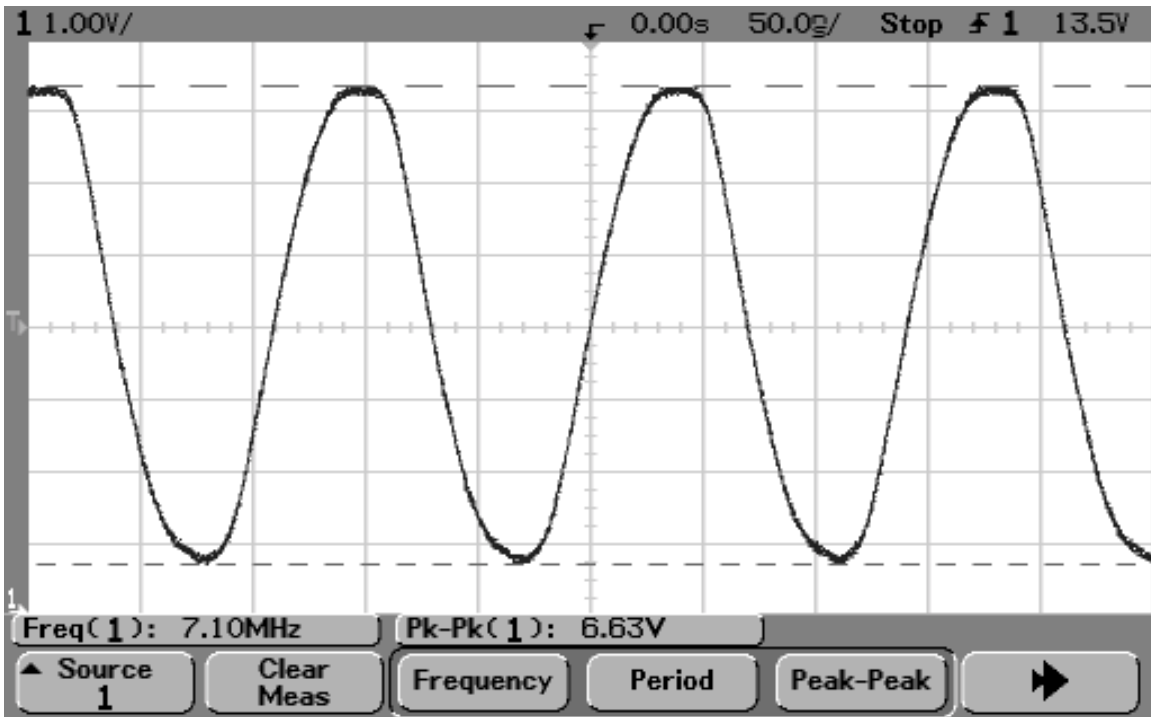 1 1.00V/ 0.00s 50.0ns/ Stop 1 13.5V
T
1
Freq(1): 7.10MHz Pk-Pk(1): 6.63V
Source 1 Clear Meas Frequency Period Peak-Peak